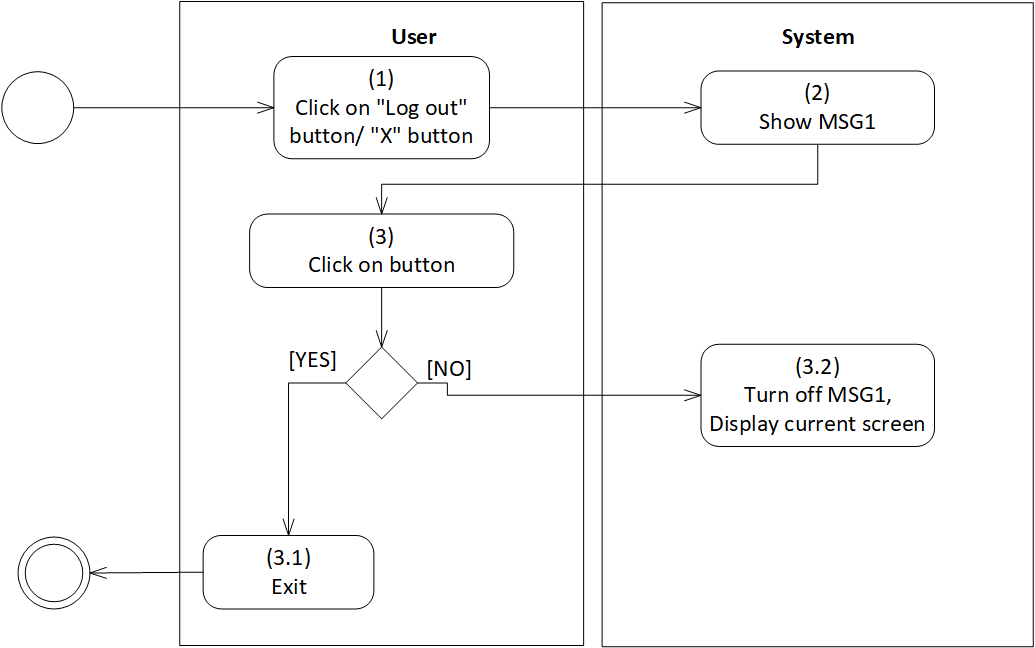 User
System
(1)
Click on "Log out"
button/ "X" button
(2)
Show MSG1
(3)
Click on button
[YES]
[NO]
(3.2)
Turn off MSG1,
Display current screen
(3.1)
Exit